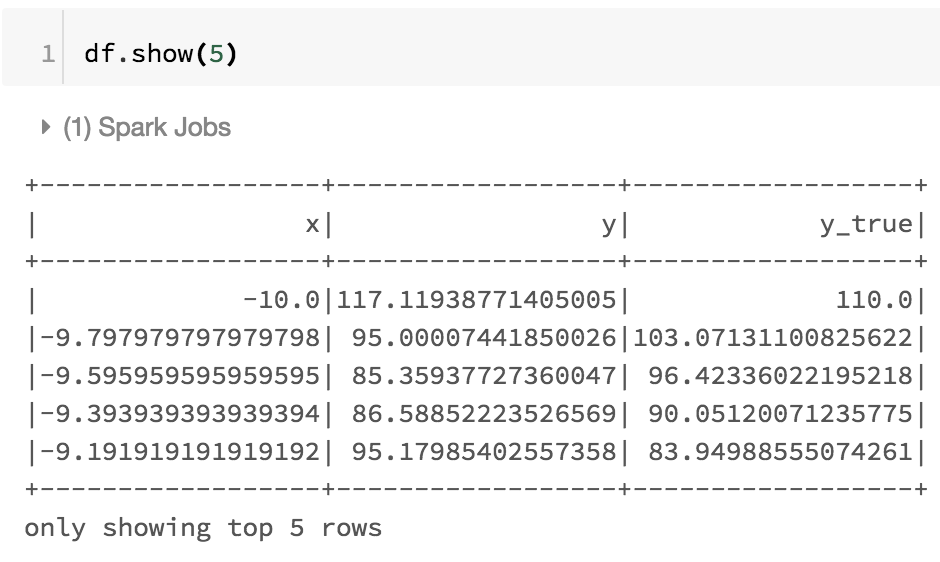 1 df.show(5)
(1) Spark Jobs
+------------------+------------------+------------------+
|                 x|                 y|            y_true|
+------------------+------------------+------------------+
|             -10.0|117.11938771405005|             110.0|
|-9.797979797979798| 95.00007441850026|103.07131100825622|
|-9.595959595959595| 85.35937727360047| 96.42336022195218|
|-9.393939393939394| 86.58852223526569| 90.05120071235775|
|-9.191919191919192| 95.17985402557358| 83.94988555074261|
+------------------+------------------+------------------+
only showing top 5 rows